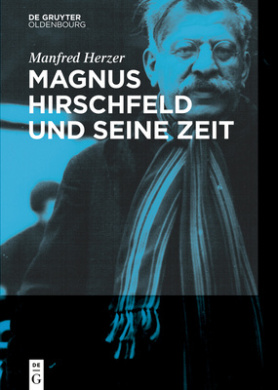 DE GRUYTER
OLDENBOURG
Manfred Herzer
MAGNUS
HIRSCHFELD
UND SEINE ZEIT
DE
G